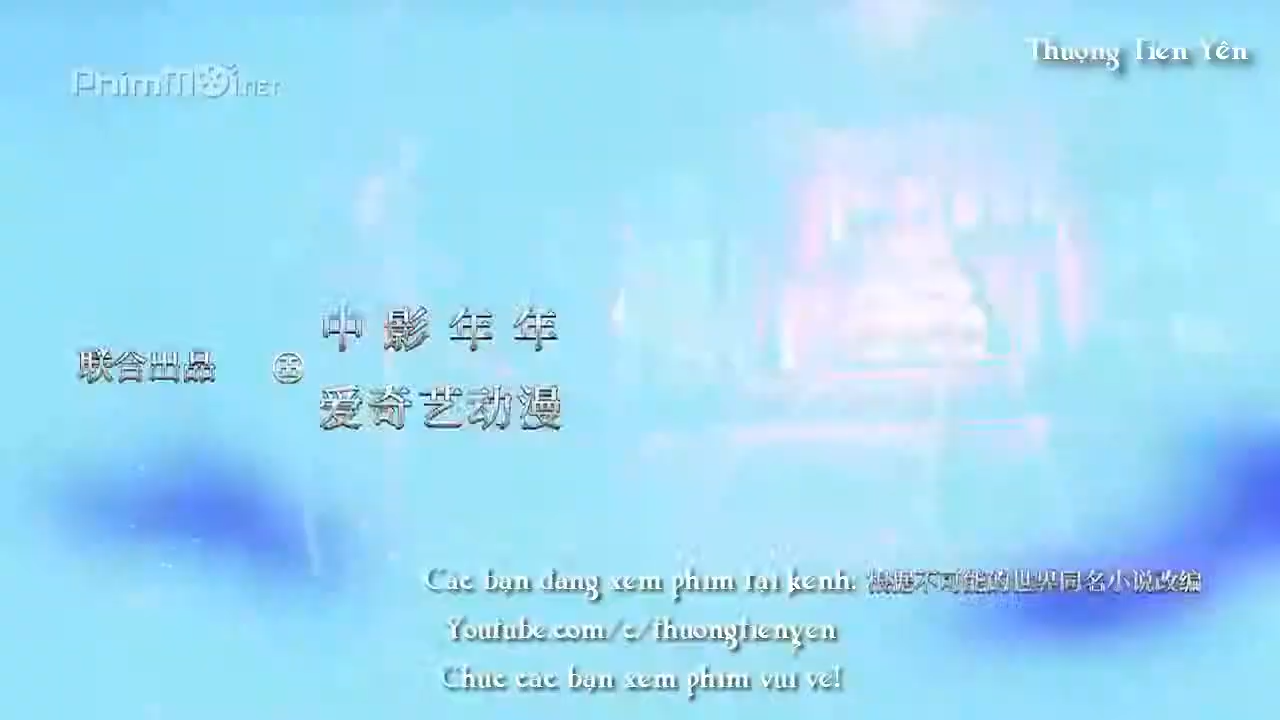 Thượng Tiên Yên
PhimMOi.NET
中影年年
联合出品
爱奇艺动漫
Các bạn đang xem phim tại kênh:
根据不可能的世界同名小说改编
Youtube.com/c/thuongtienyen
Chúc các bạn xem phim vui vẻ!